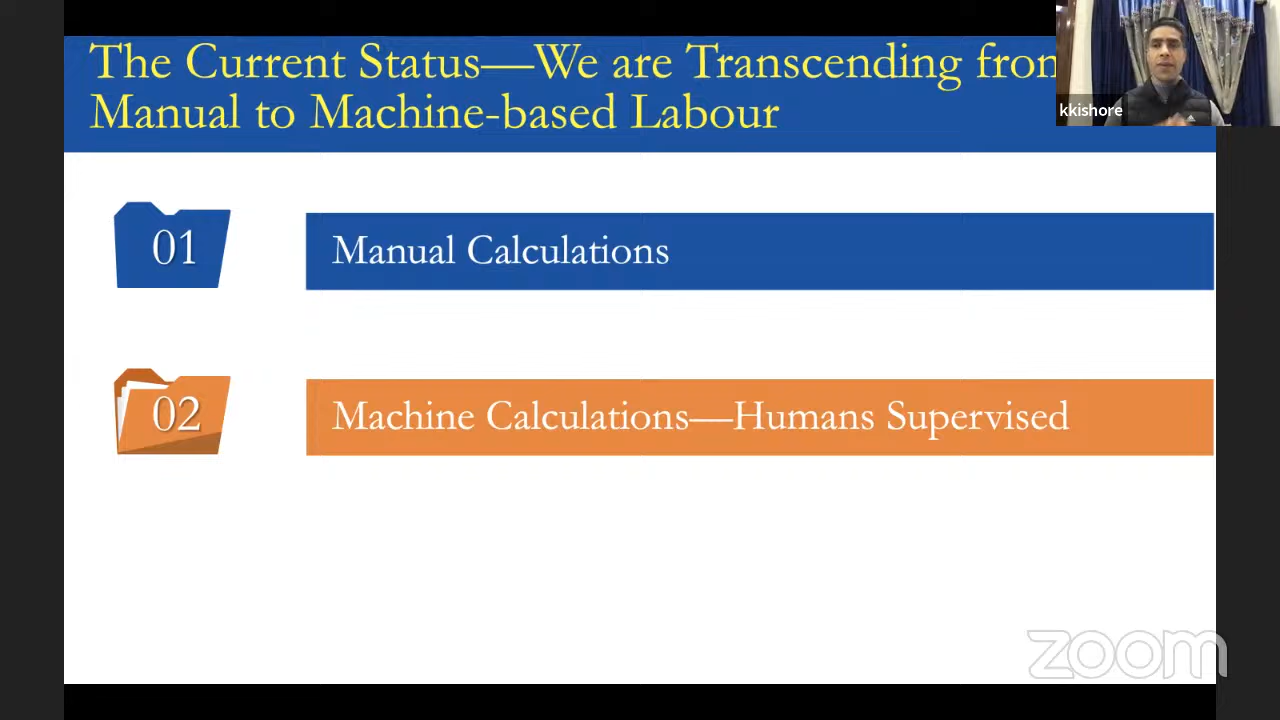 The Current Status—We are Transcending from
Manual to Machine-based Labour
kkishore
01
Manual Calculations
02
Machine Calculations—Humans Supervised
zoom